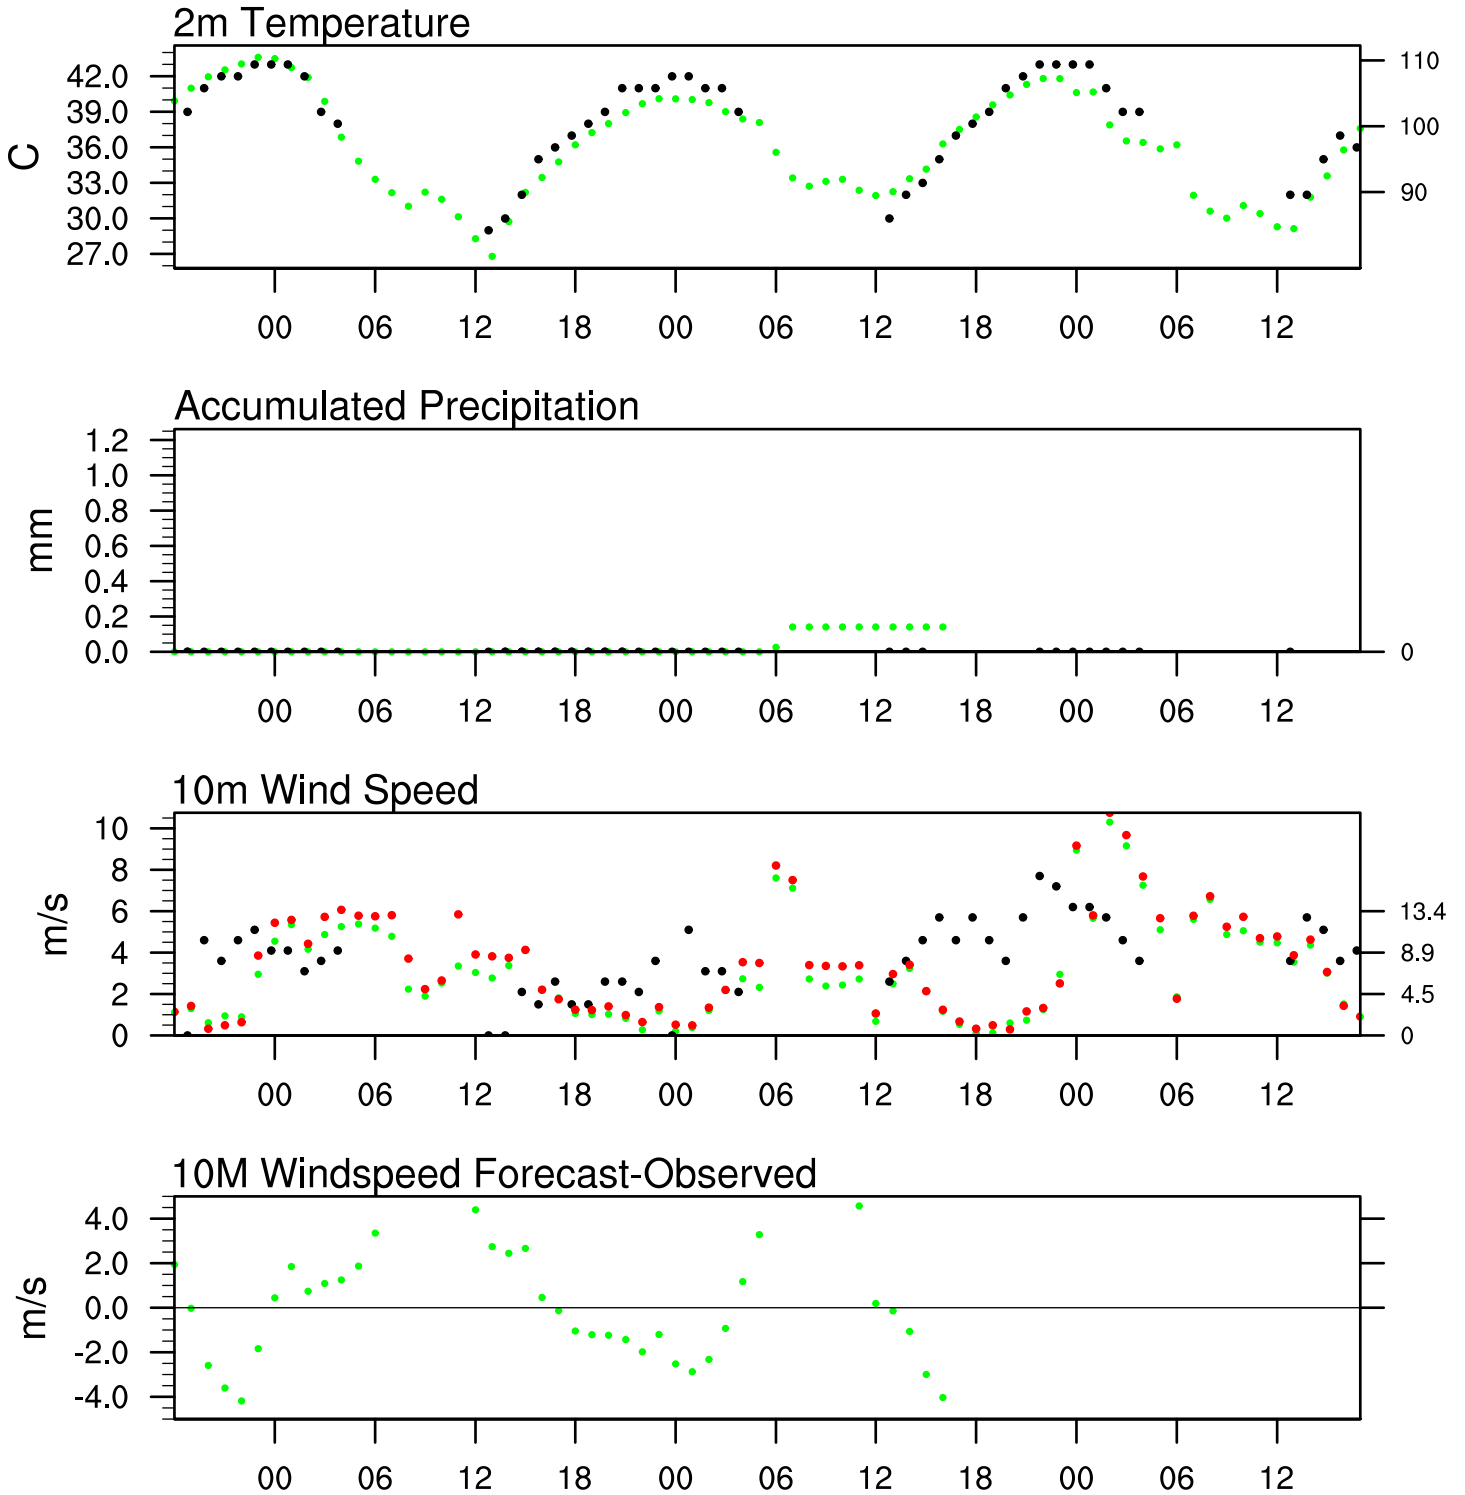 2m Temperature
42.0
39.0
36.0
33.0
30.0
27.0
C
110
100
90
00 06 12 18 00 06 12 18 00 06 12
Accumulated Precipitation
1.2
1.0
0.8
0.6
0.4
0.2
0.0
mm
0
00 06 12 18 00 06 12 18 00 06 12
10m Wind Speed
10
8
6
4
2
0
m/s
13.4
8.9
4.5
0
00 06 12 18 00 06 12 18 00 06 12
10M Windspeed Forecast-Observed
4.0
2.0
0.0
-2.0
-4.0
m/s
00 06 12 18 00 06 12 18 00 06 12